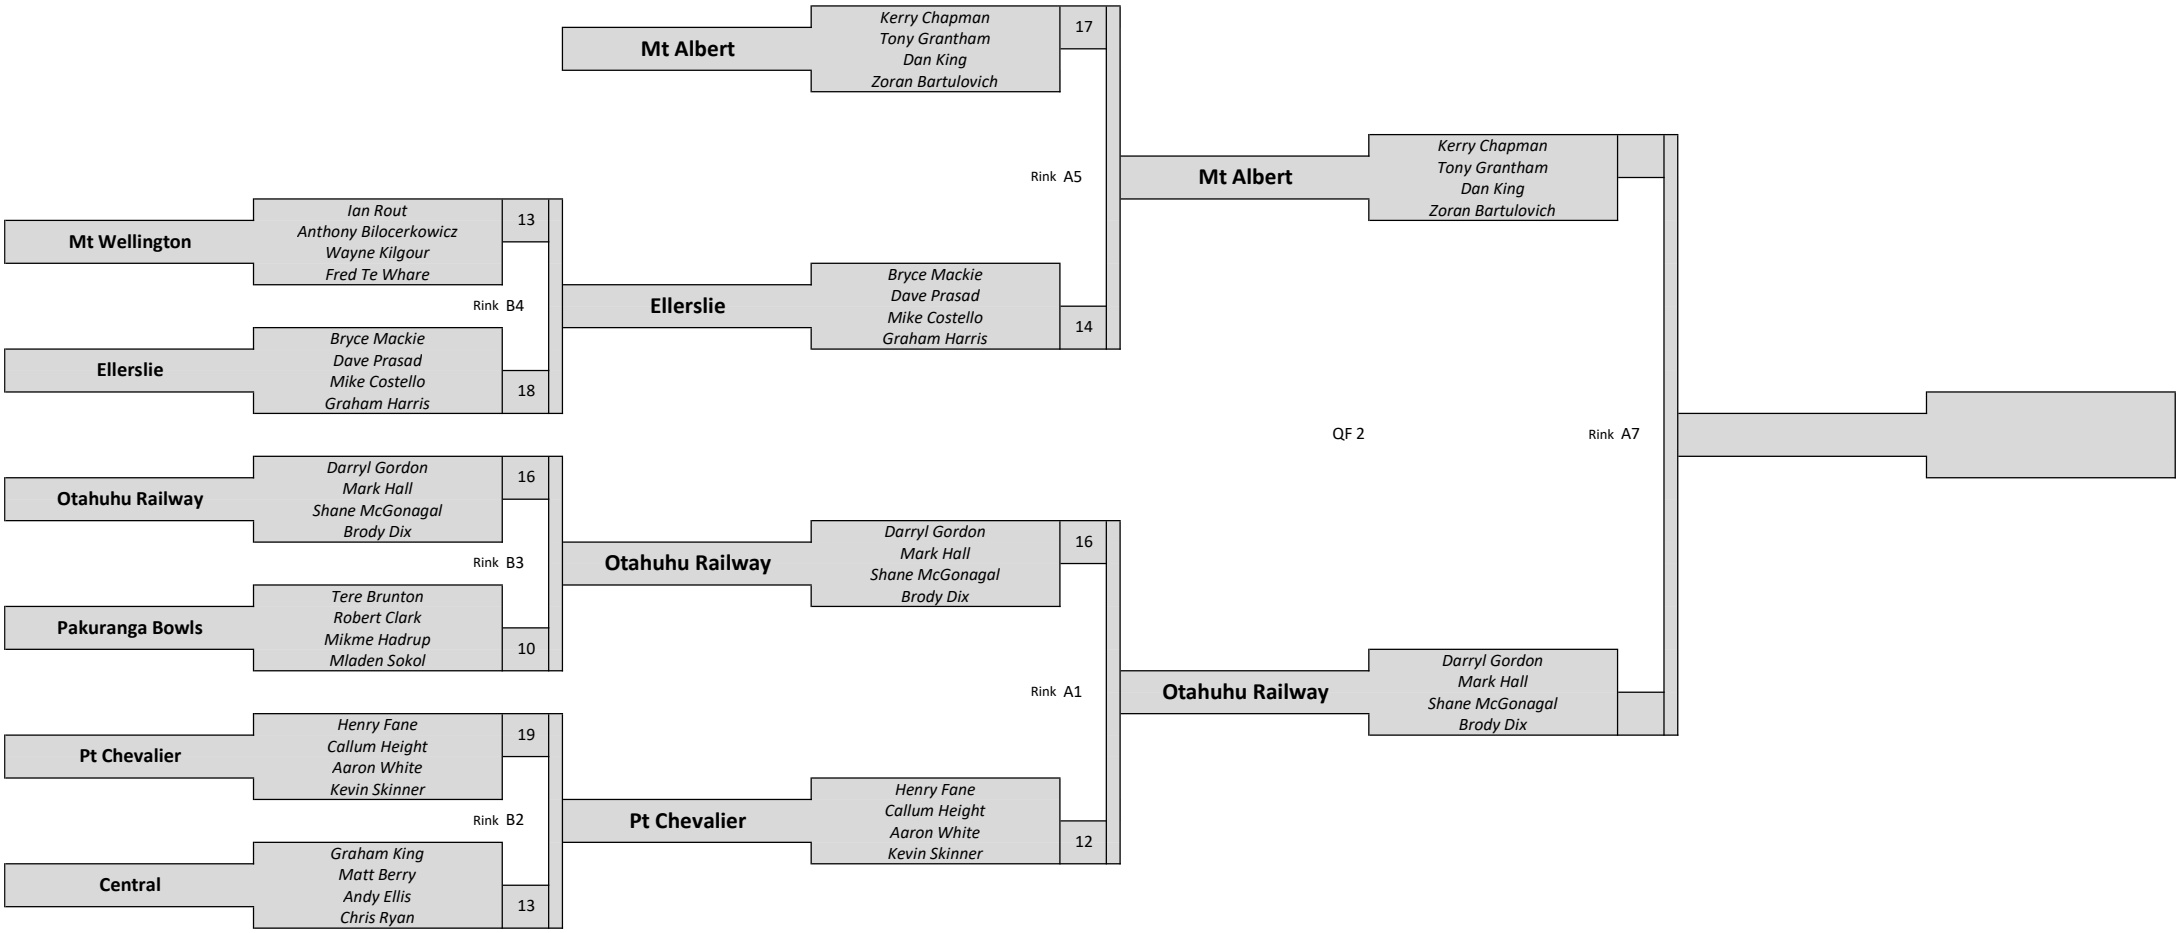 Mt Albert
Kerry Chapman
Tony Grantham
Dan King
Zoran Bartulovich
17
Rink A5
Mt Albert
Kerry Chapman
Tony Grantham
Dan King
Zoran Bartulovich
Mt Wellington
Ian Rout
Anthony Bilocerkowicz
Wayne Kilgour
Fred Te Whare
13
Rink B4
Ellerslie
Bryce Mackie
Dave Prasad
Mike Costello
Graham Harris
14
Ellerslie
Bryce Mackie
Dave Prasad
Mike Costello
Graham Harris
18
QF 2
Rink A7
Otahuhu Railway
Darryl Gordon
Mark Hall
Shane McGonagal
Brody Dix
16
Rink B3
Otahuhu Railway
Darryl Gordon
Mark Hall
Shane McGonagal
Brody Dix
16
Pakuranga Bowls
Tere Brunton
Robert Clark
Mikme Hadrup
Mladen Sokol
10
Rink A1
Otahuhu Railway
Darryl Gordon
Mark Hall
Shane McGonagal
Brody Dix
Pt Chevalier
Henry Fane
Callum Height
Aaron White
Kevin Skinner
19
Rink B2
Pt Chevalier
Henry Fane
Callum Height
Aaron White
Kevin Skinner
12
Central
Graham King
Matt Berry
Andy Ellis
Chris Ryan
13